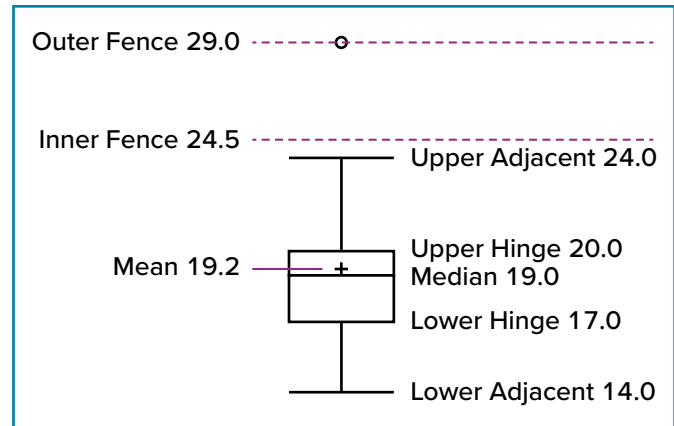 Outer Fence 29.0
Inner Fence 24.5
Upper Adjacent 24.0
Upper Hinge 20.0
Mean 19.2
Median 19.0
Lower Hinge 17.0
Lower Adjacent 14.0